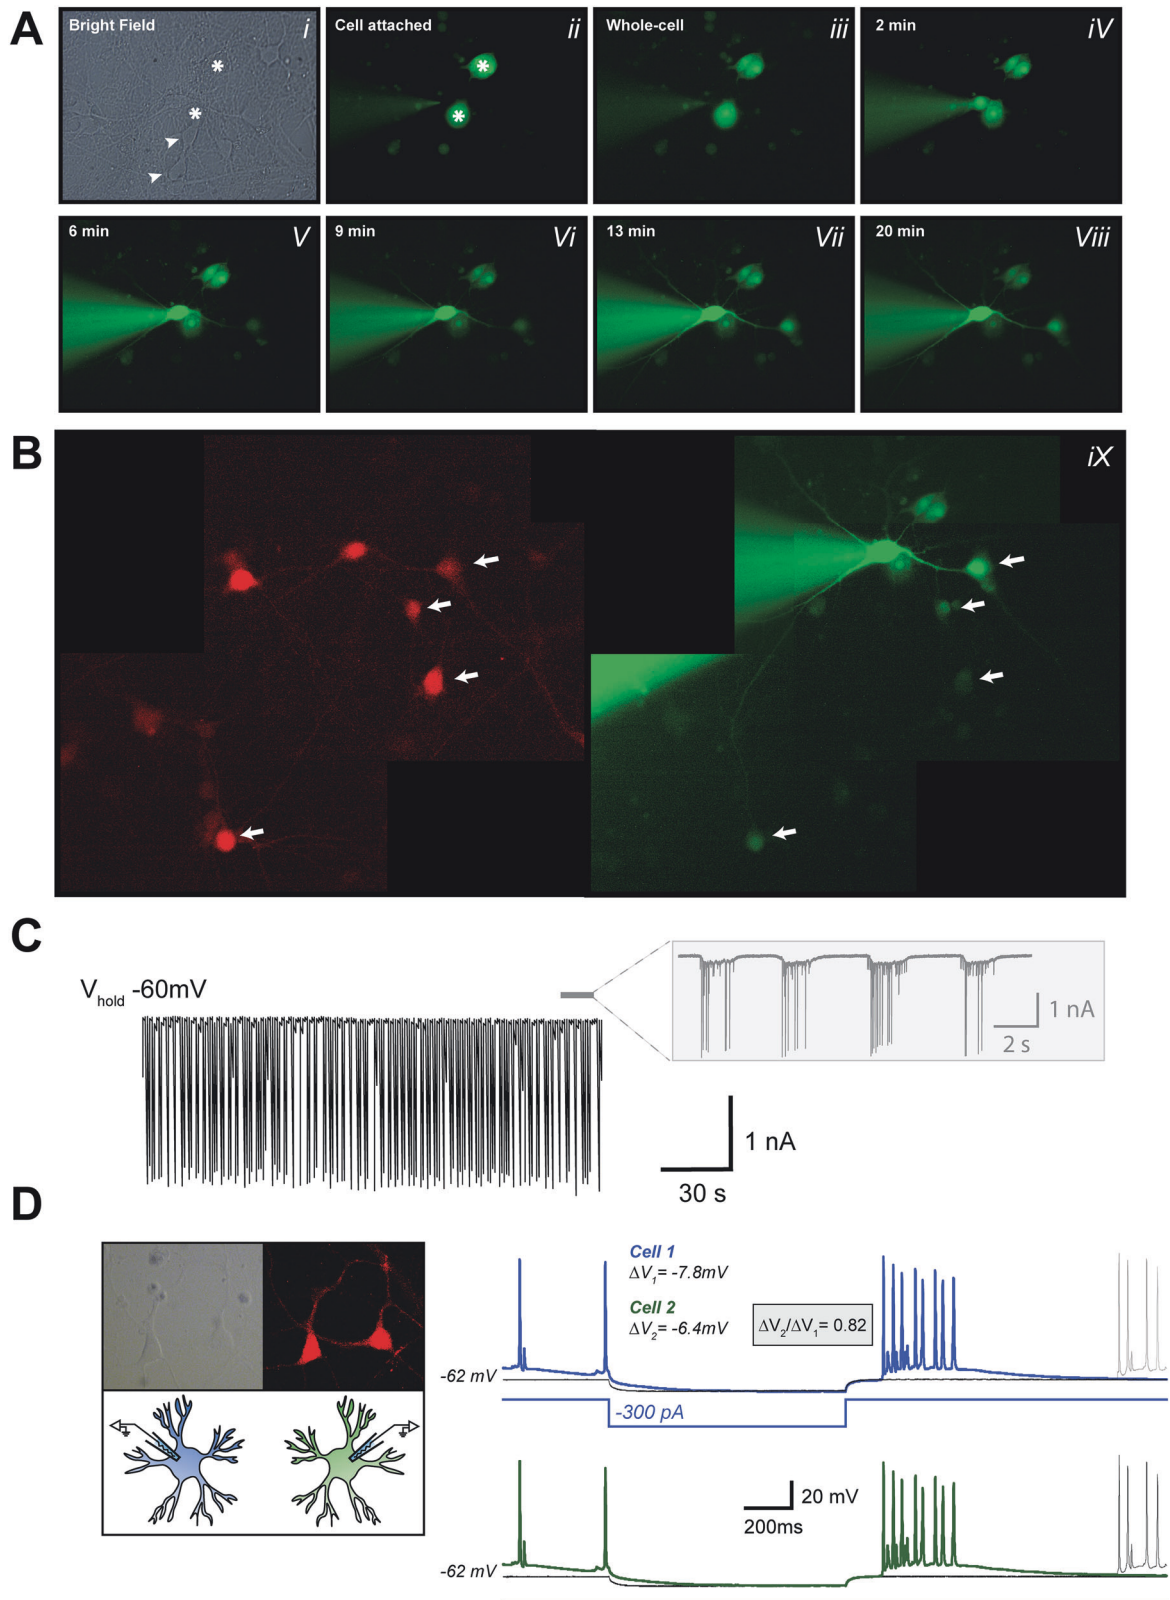 A
Bright Field i
Cell attached ii
Whole-cell iii
2 min iV
6 min V
9 min Vi
13 min Vii
20 min Viii
B
iX
C
Vhold -60mV
1 nA
2 s
1 nA
30 s
D
Cell 1
ΔV1= -7.8mV
Cell 2
ΔV2= -6.4mV
ΔV2/ΔV1= 0.82
-62 mV
-300 pA
20 mV
200ms
-62 mV